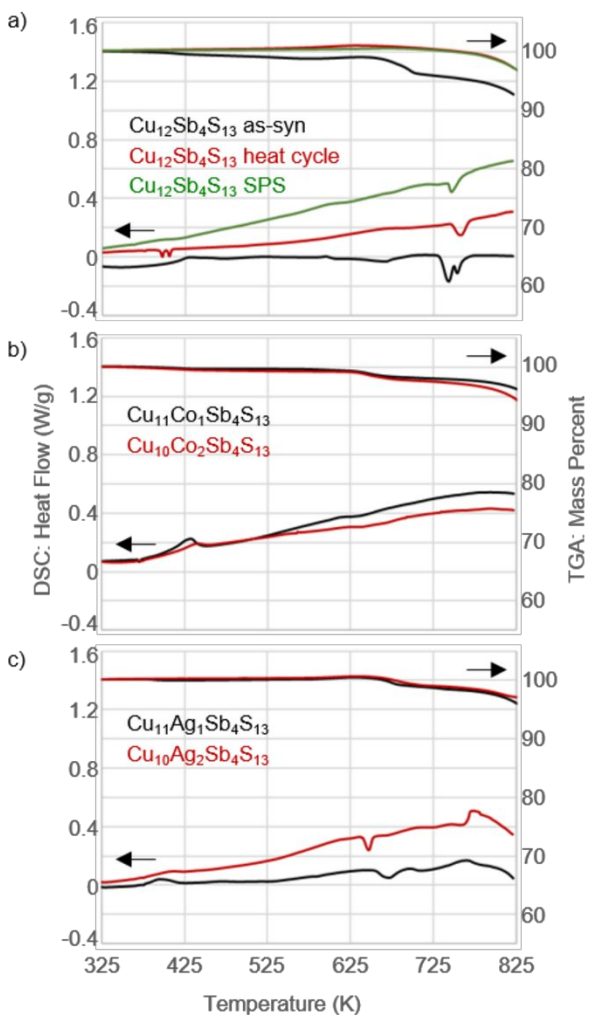 a)
1.6
1.2
0.8
0.4
0
-0.4
100
90
80
70
60
Cu₁₂Sb₄S₁₃ as-syn
Cu₁₂Sb₄S₁₃ heat cycle
Cu₁₂Sb₄S₁₃ SPS
b)
1.6
1.2
0.8
0.4
0
-0.4
100
90
80
70
60
Cu₁₁Co₁Sb₄S₁₃
Cu₁₀Co₂Sb₄S₁₃
DSC: Heat Flow (W/g)
TGA: Mass Percent
c)
1.6
1.2
0.8
0.4
0
-0.4
100
90
80
70
60
Cu₁₁Ag₁Sb₄S₁₃
Cu₁₀Ag₂Sb₄S₁₃
325 425 525 625 725 825
Temperature (K)